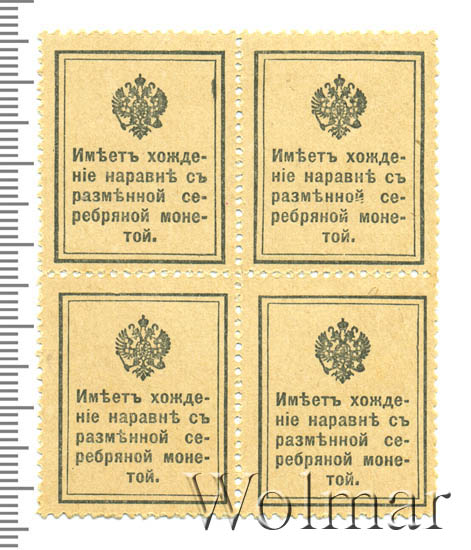 Имѣетъ хожде-
ніе наравнѣ съ
размѣнной се-
ребряной моне-
той.
Имѣетъ хожде-
ніе наравнѣ съ
размѣнной се-
ребряной моне-
той.
Имѣетъ хожде-
ніе наравнѣ съ
размѣнной се-
ребряной моне-
той.
Имѣетъ хожде-
ніе наравнѣ съ
размѣнной се-
ребряной моне-
той.
Wolmar